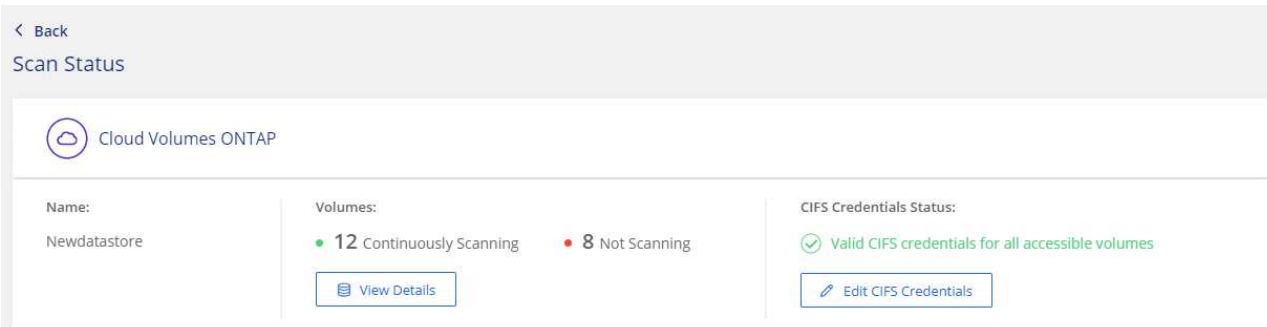 Back
Scan Status
Cloud Volumes ONTAP
Name:
Newdatastore
Volumes:
12 Continuously Scanning
8 Not Scanning
View Details
CIFS Credentials Status:
Valid CIFS credentials for all accessible volumes
Edit CIFS Credentials